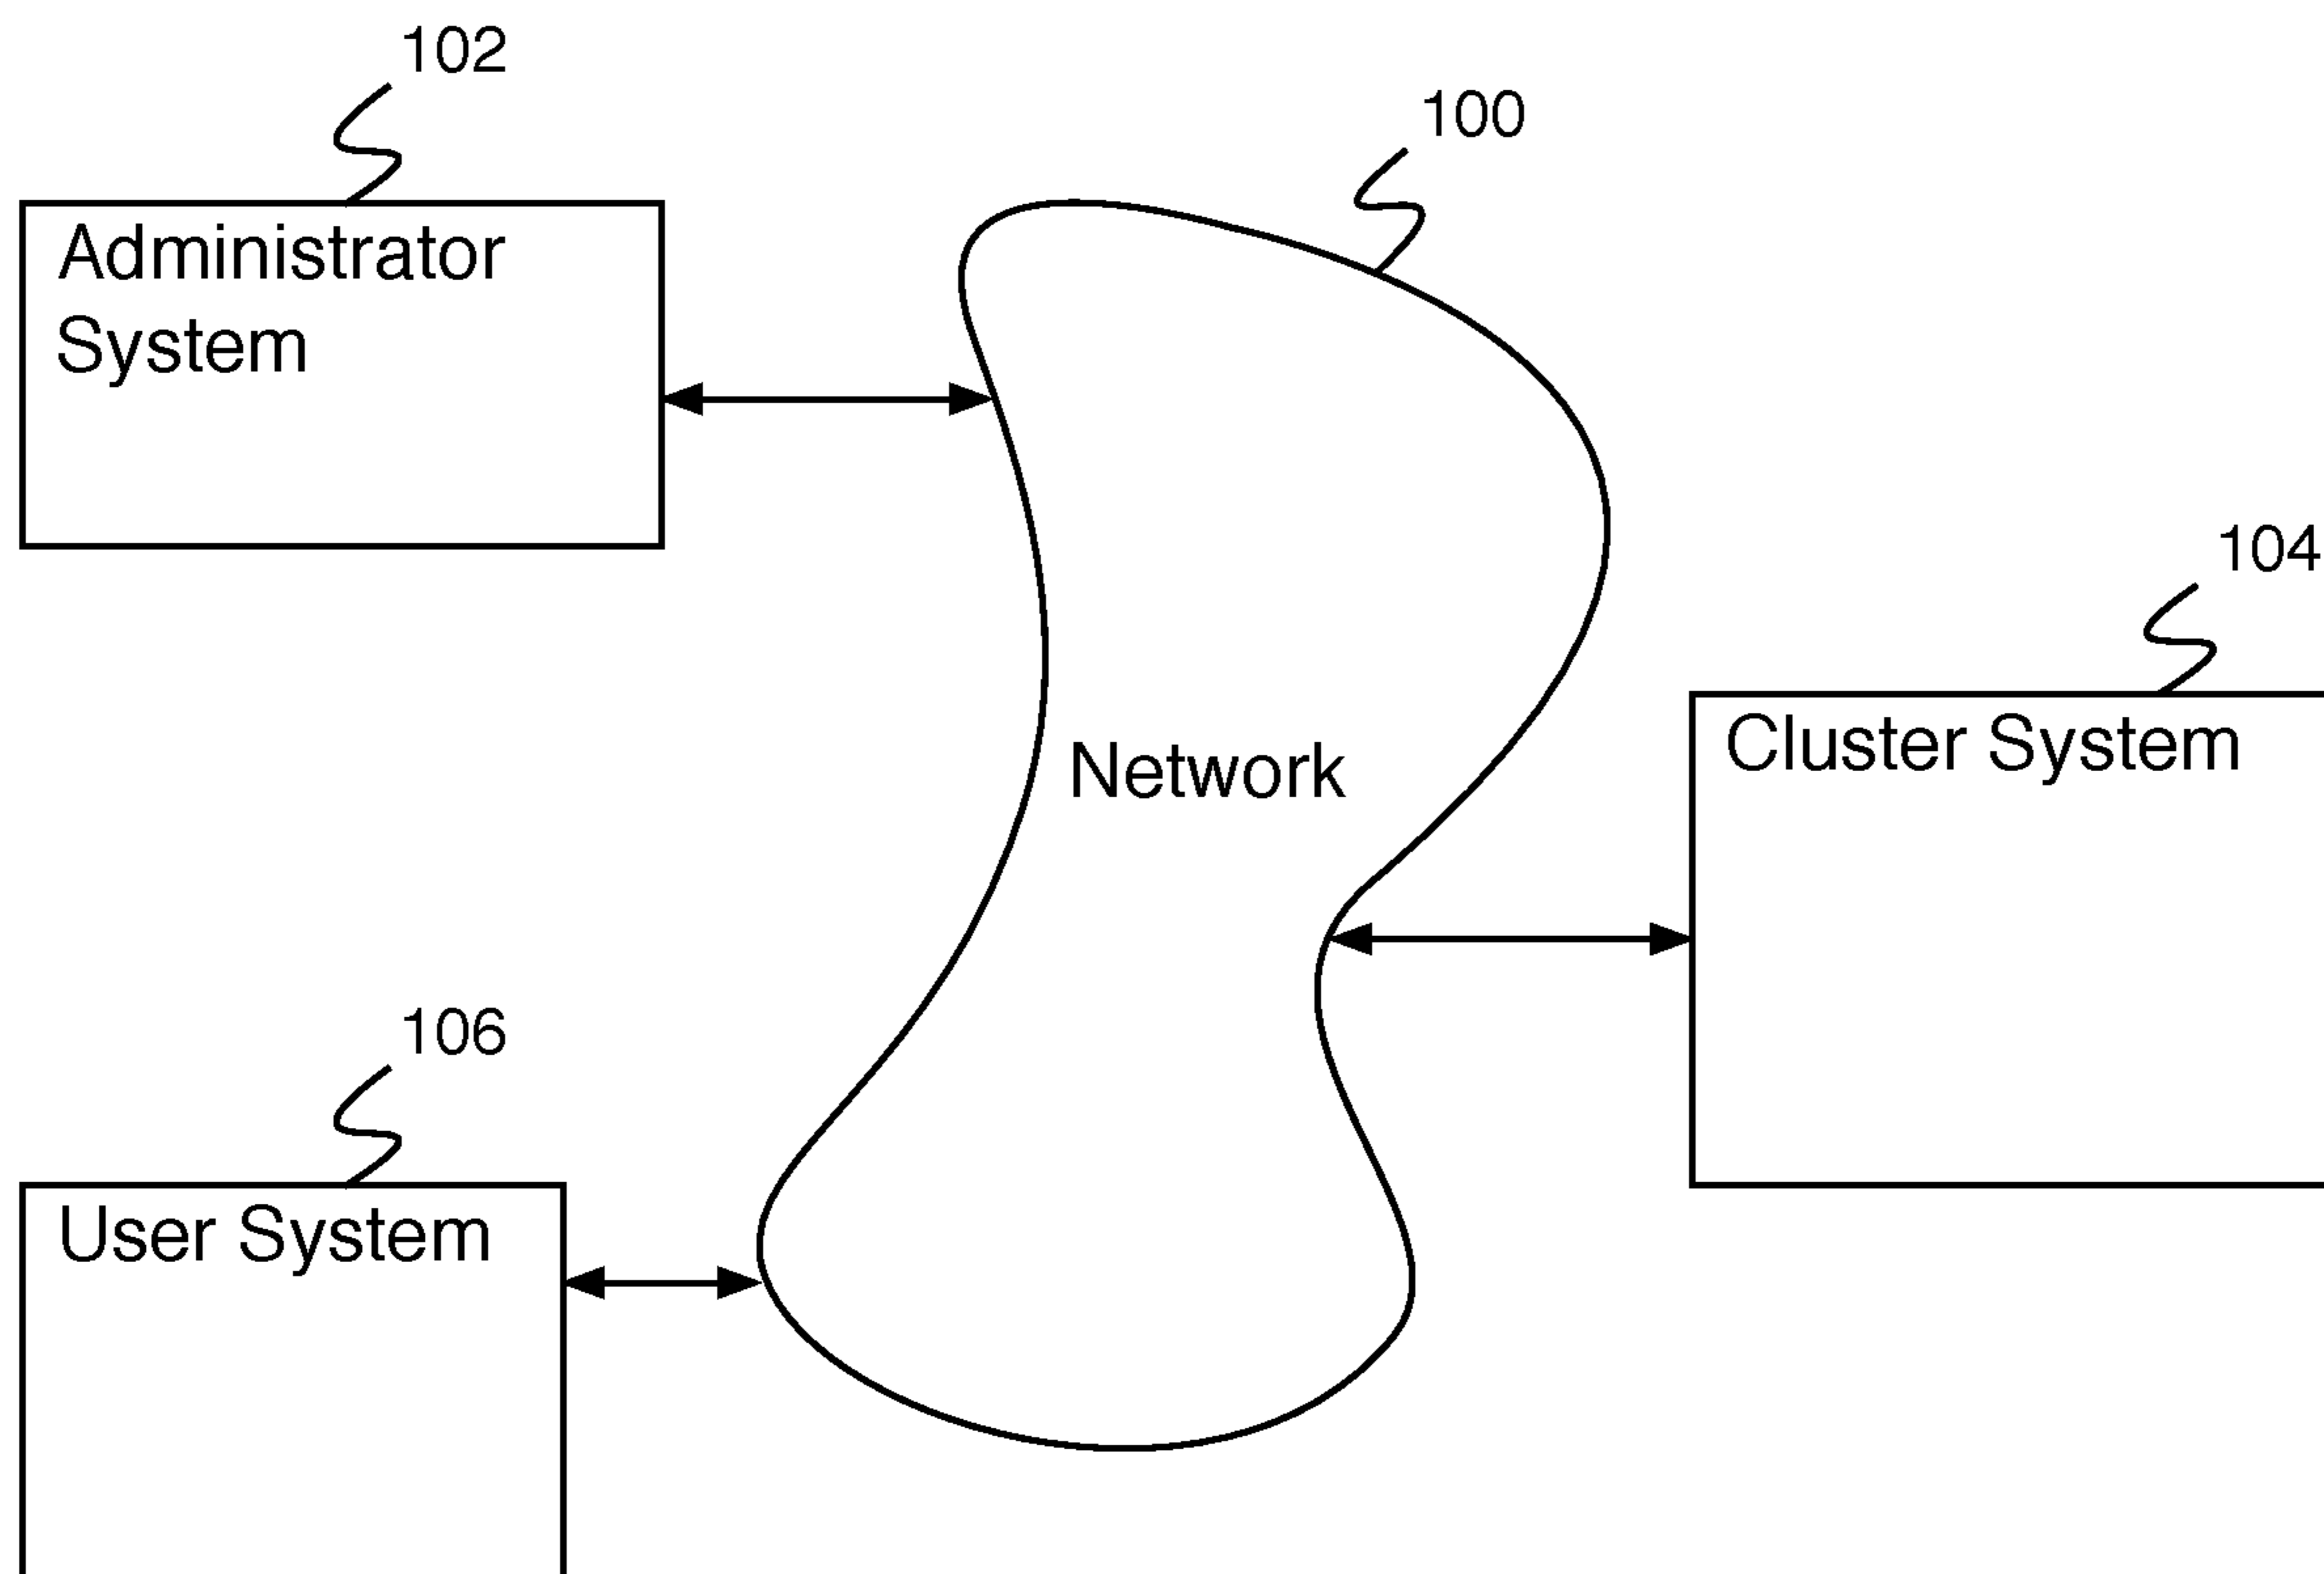 102
100
Administrator
System
104
Cluster System
Network
106
User System